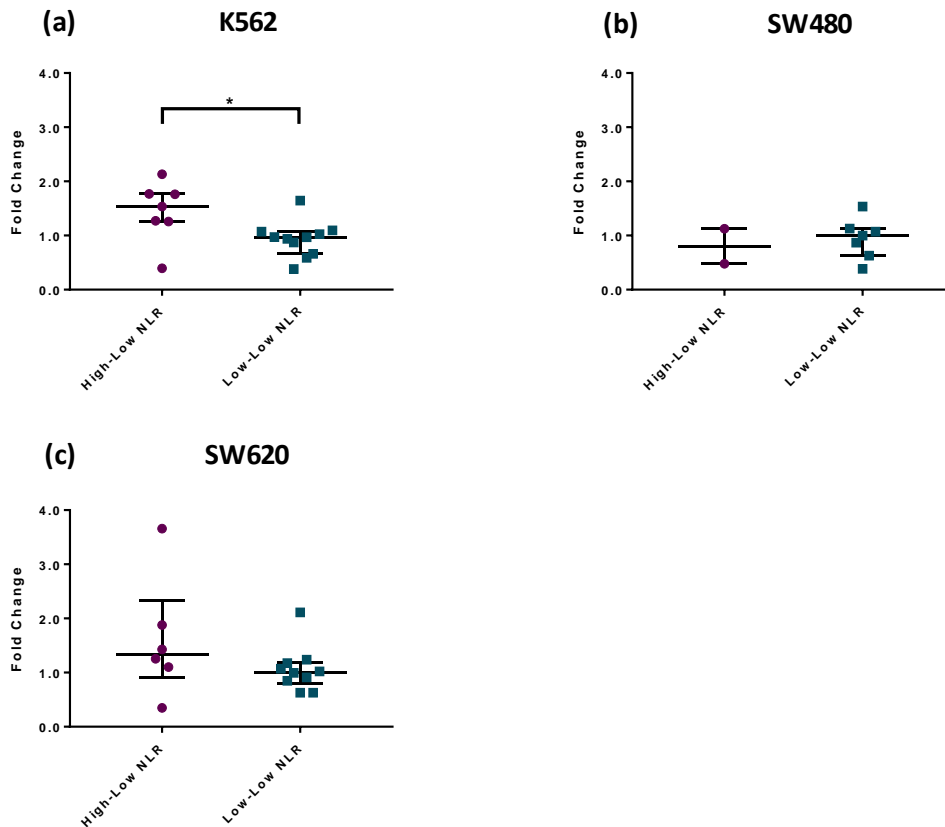 (a) K562
4.0
3.0
2.0
1.0
0.0
Fold Change
*
High-Low NLR
Low-Low NLR
(b) SW480
4.0
3.0
2.0
1.0
0.0
Fold Change
High-Low NLR
Low-Low NLR
(c) SW620
4.0
3.0
2.0
1.0
0.0
Fold Change
High-Low NLR
Low-Low NLR